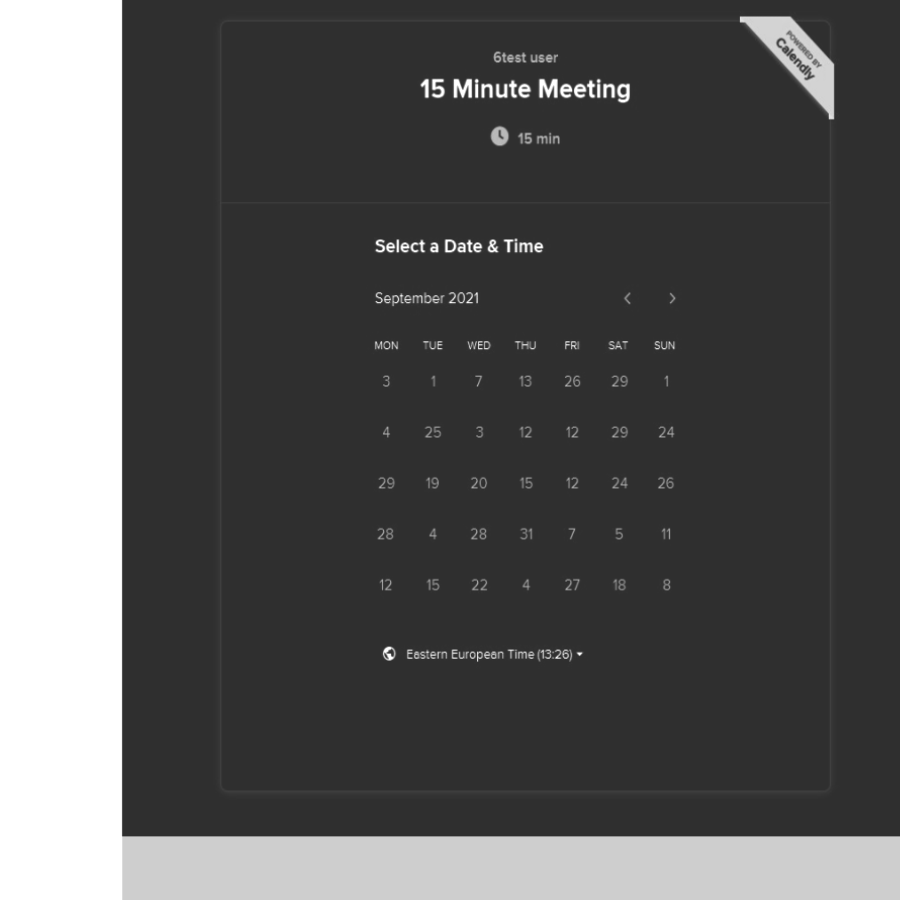 POWERED BY
Calendly
6test user
15 Minute Meeting
15 min
Select a Date & Time
September 2021
MON TUE WED THU FRI SAT SUN
3 1 7 13 26 29 1
4 25 3 12 12 29 24
29 19 20 15 12 24 26
28 4 28 31 7 5 11
12 15 22 4 27 18 8
Eastern European Time (13:26)